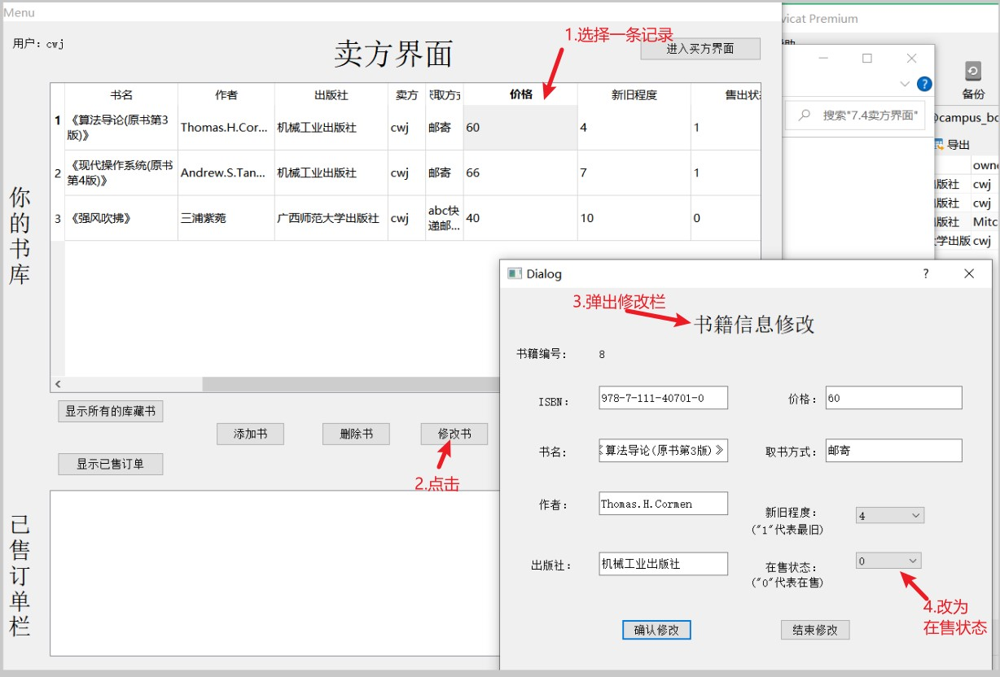 Menu
用户：cwj
卖方界面
1.选择一条记录
进入买方界面
vicat Premium
备份
搜索"7.4卖方界面"
campus_bo
导出
书名 作者 出版社 卖方 取方式 价格 新旧程度 售出状
1 《算法导论(原书第3版)》 Thomas.H.Cor... 机械工业出版社 cwj 邮寄 60 4 1
2 《现代操作系统(原书第4版)》 Andrew.S.Tan... 机械工业出版社 cwj 邮寄 66 7 1
3 《强风吹拂》 三浦紫菀 广西师范大学出版社 cwj abc快递邮... 40 10 0
owne
版社 cwj
版社 cwj
版社 Mitc
学出版 cwj
你的书库
Dialog
3.弹出修改栏
书籍信息修改
书籍编号： 8
ISBN： 978-7-111-40701-0 价格： 60
书名： 《算法导论(原书第3版)》 取书方式： 邮寄
作者： Thomas.H.Cormen 新旧程度： 4
("1"代表最旧)
出版社： 机械工业出版社 在售状态： 0
("0"代表在售)
4.改为
在售状态
确认修改 结束修改
显示所有的库藏书
添加书 删除书 修改书
显示已售订单
2.点击
已售订单栏